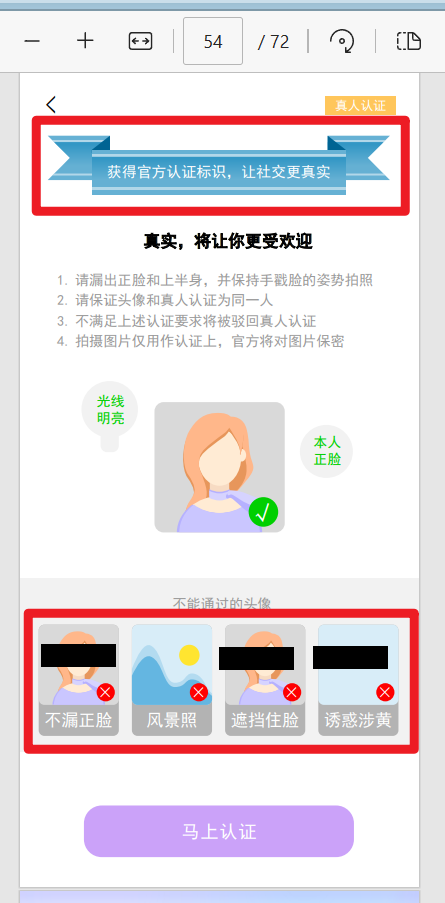 54 / 72
真人认证
获得官方认证标识，让社交更真实
真实，将让你更受欢迎
1. 请漏出正脸和上半身，并保持手戳脸的姿势拍照
2. 请保证头像和真人认证为同一人
3. 不满足上述认证要求将被驳回真人认证
4. 拍摄图片仅用作认证上，官方将对图片保密
光线
明亮
本人
正脸
不能通过的头像
不漏正脸
风景照
遮挡住脸
诱惑涉黄
马上认证